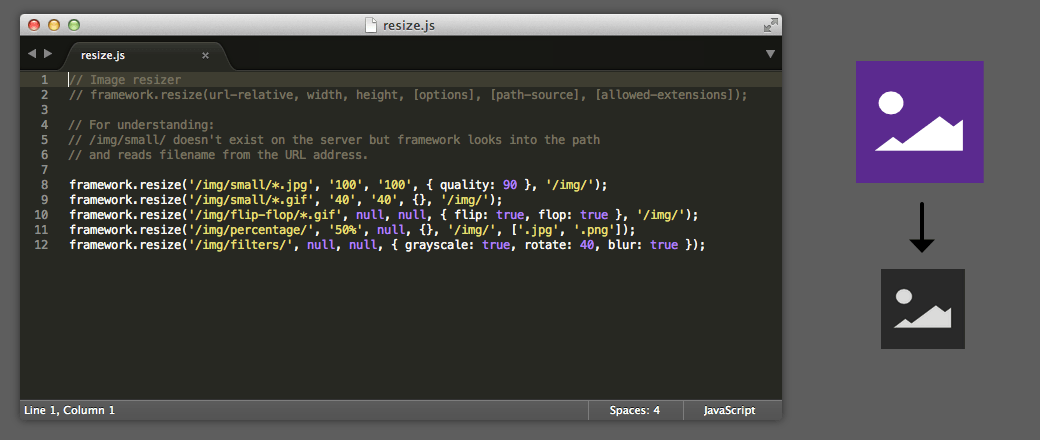 resize.js
resize.js
1 // Image resizer
2 // framework.resize(url-relative, width, height, [options], [path-source], [allowed-extensions]);
3
4 // For understanding:
5 // /img/small/ doesn't exist on the server but framework looks into the path
6 // and reads filename from the URL address.
7
8 framework.resize('/img/small/*.jpg', '100', '100', { quality: 90 }, '/img/');
9 framework.resize('/img/small/*.gif', '40', '40', {}, '/img/');
10 framework.resize('/img/flip-flop/*.gif', null, null, { flip: true, flop: true }, '/img/');
11 framework.resize('/img/percentage/', '50%', null, {}, '/img/', ['.jpg', '.png']);
12 framework.resize('/img/filters/', null, null, { grayscale: true, rotate: 40, blur: true });
Line 1, Column 1 Spaces: 4 JavaScript